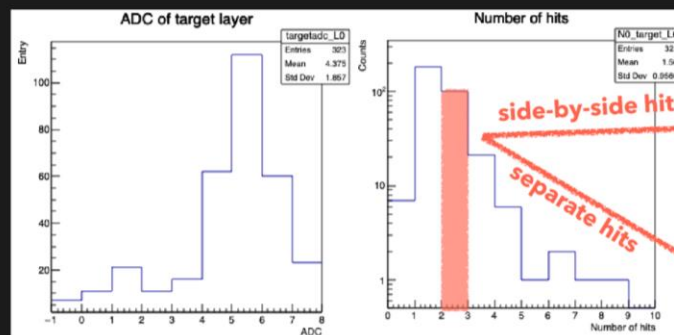 ADC of target layer
targetadc_L0
Entries 323
Mean 4.375
Std Dev 1.857
Entry
100
80
60
40
20
−1 0 1 2 3 4 5 6 7 8
ADC
Number of hits
Entries
Mean
Std Dev
Counts
10²
10
1
side-by-side hit
separate hits
0 1 2 3 4 5 6 7 8 9 10
Number of hits